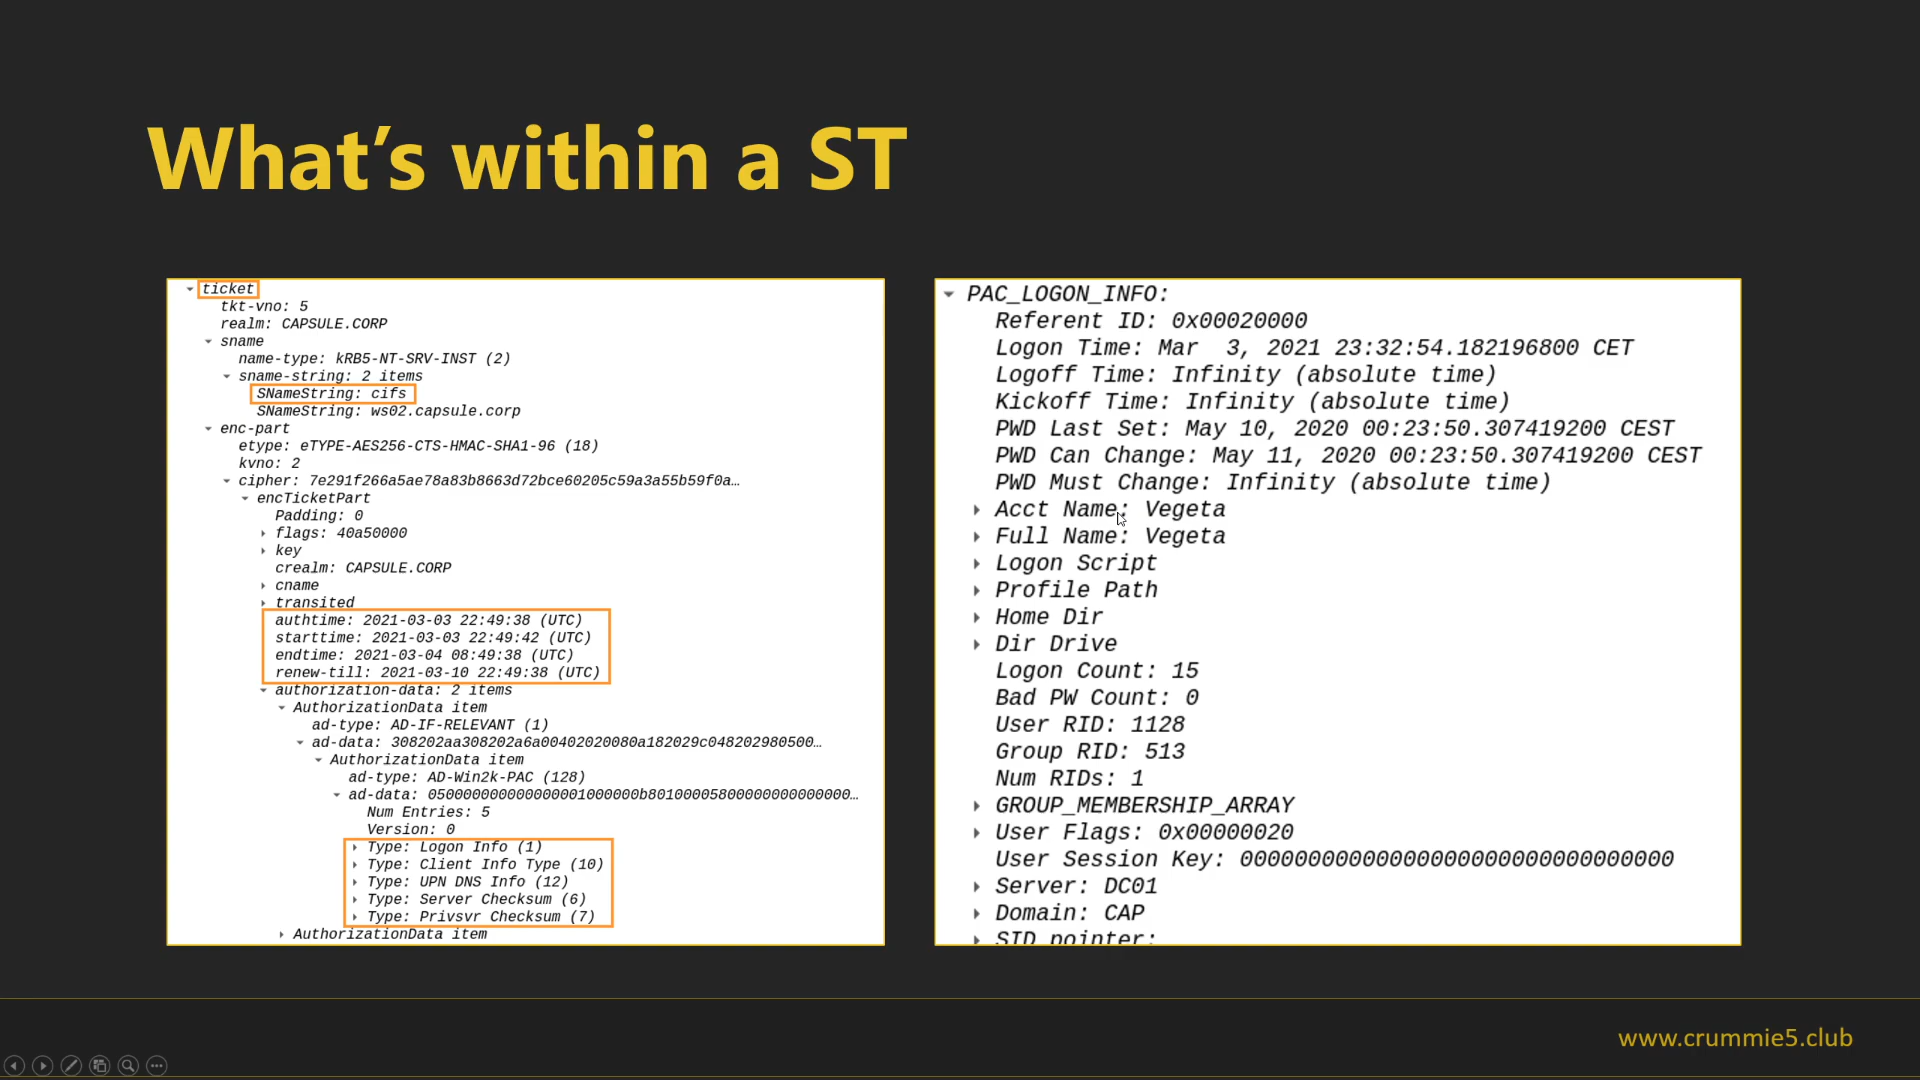 What's within a ST
ticket
tkt-vno: 5
realm: CAPSULE.CORP
sname
name-type: kRB5-NT-SRV-INST (2)
sname-string: 2 items
SNameString: cifs
SNameString: ws02.capsule.corp
enc-part
etype: eTYPE-AES256-CTS-HMAC-SHA1-96 (18)
kvno: 2
cipher: 7e291f266a5ae78a83b8663d72bce60205c59a3a55b59f0a…
encTicketPart
Padding: 0
flags: 40a50000
key
crealm: CAPSULE.CORP
cname
transited
authtime: 2021-03-03 22:49:38 (UTC)
starttime: 2021-03-03 22:49:42 (UTC)
endtime: 2021-03-04 08:49:38 (UTC)
renew-till: 2021-03-10 22:49:38 (UTC)
authorization-data: 2 items
AuthorizationData item
ad-type: AD-IF-RELEVANT (1)
ad-data: 308202aa308202a6a00402020080a182029c048202980500…
AuthorizationData item
ad-type: AD-Win2k-PAC (128)
ad-data: 050000000000000001000000b80100005800000000000000…
Num Entries: 5
Version: 0
Type: Logon Info (1)
Type: Client Info Type (10)
Type: UPN DNS Info (12)
Type: Server Checksum (6)
Type: Privsvr Checksum (7)
AuthorizationData item
PAC_LOGON_INFO:
Referent ID: 0x00020000
Logon Time: Mar  3, 2021 23:32:54.182196800 CET
Logoff Time: Infinity (absolute time)
Kickoff Time: Infinity (absolute time)
PWD Last Set: May 10, 2020 00:23:50.307419200 CEST
PWD Can Change: May 11, 2020 00:23:50.307419200 CEST
PWD Must Change: Infinity (absolute time)
Acct Name: Vegeta
Full Name: Vegeta
Logon Script
Profile Path
Home Dir
Dir Drive
Logon Count: 15
Bad PW Count: 0
User RID: 1128
Group RID: 513
Num RIDs: 1
GROUP_MEMBERSHIP_ARRAY
User Flags: 0x00000020
User Session Key: 00000000000000000000000000000000
Server: DC01
Domain: CAP
SID pointer:
www.crummie5.club